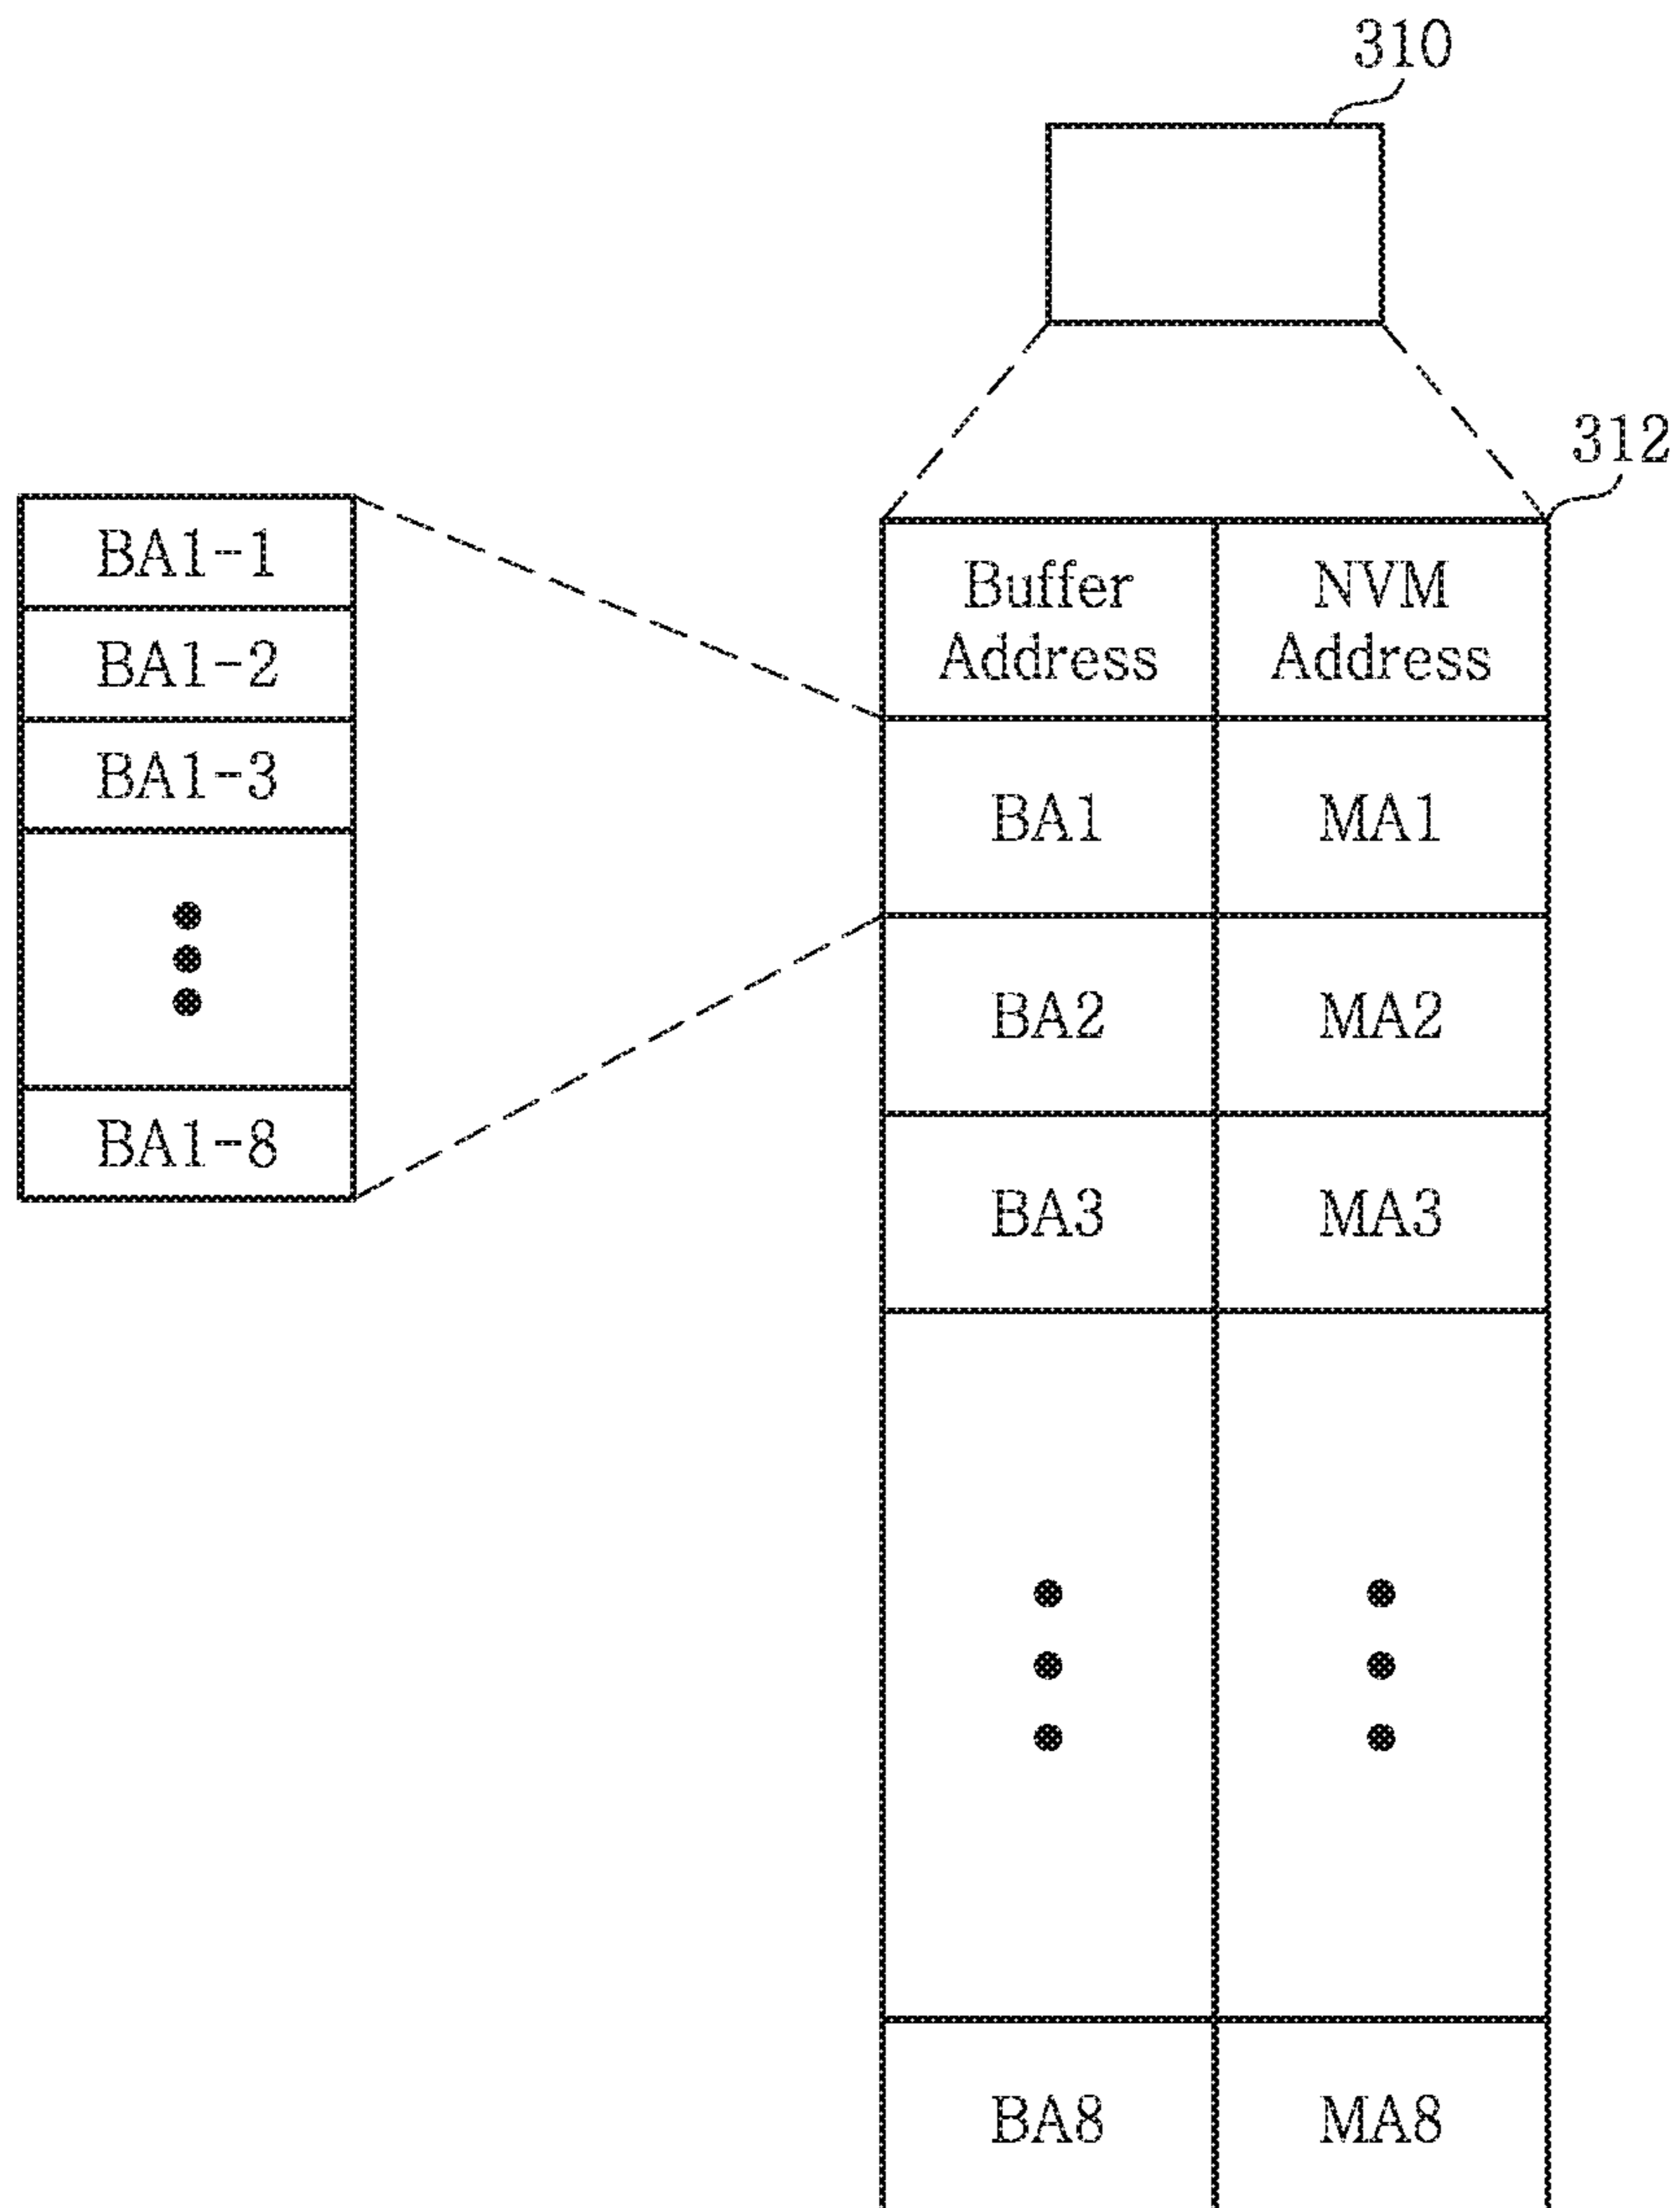 310
312
BA1-1
BA1-2
BA1-3
BA1-8
Buffer Address
NVM Address
BA1 MA1
BA2 MA2
BA3 MA3
BA8 MA8